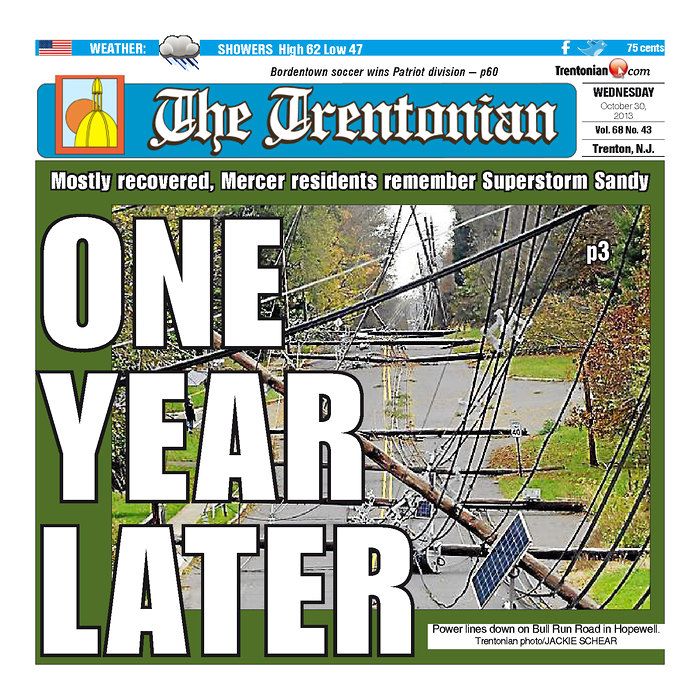 WEATHER: SHOWERS High 62 Low 47 75 cents
Bordentown soccer wins Patriot division — p60
Trentonian.com
The Trentonian
WEDNESDAY
October 30,
2013
Vol. 68 No. 43
Trenton, N.J.
Mostly recovered, Mercer residents remember Superstorm Sandy
p3
ONE
YEAR
LATER
40
Power lines down on Bull Run Road in Hopewell.
Trentonian photo/JACKIE SCHEAR